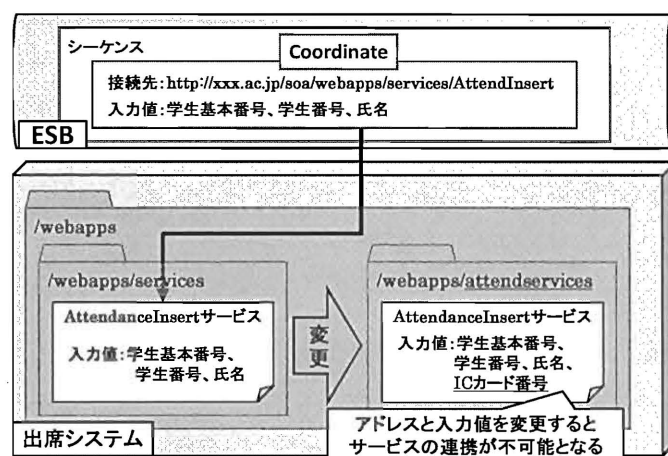 シーケンス
Coordinate
接続先:http://xxx.ac.jp/soa/webapps/services/AttendInsert
入力値:学生基本番号、学生番号、氏名
ESB
/webapps
/webapps/services
AttendanceInsertサービス
入力値:学生基本番号、
学生番号、氏名
変更
/webapps/attendservices
AttendanceInsertサービス
入力値:学生基本番号、
学生番号、氏名、
ICカード番号
出席システム
アドレスと入力値を変更すると
サービスの連携が不可能となる